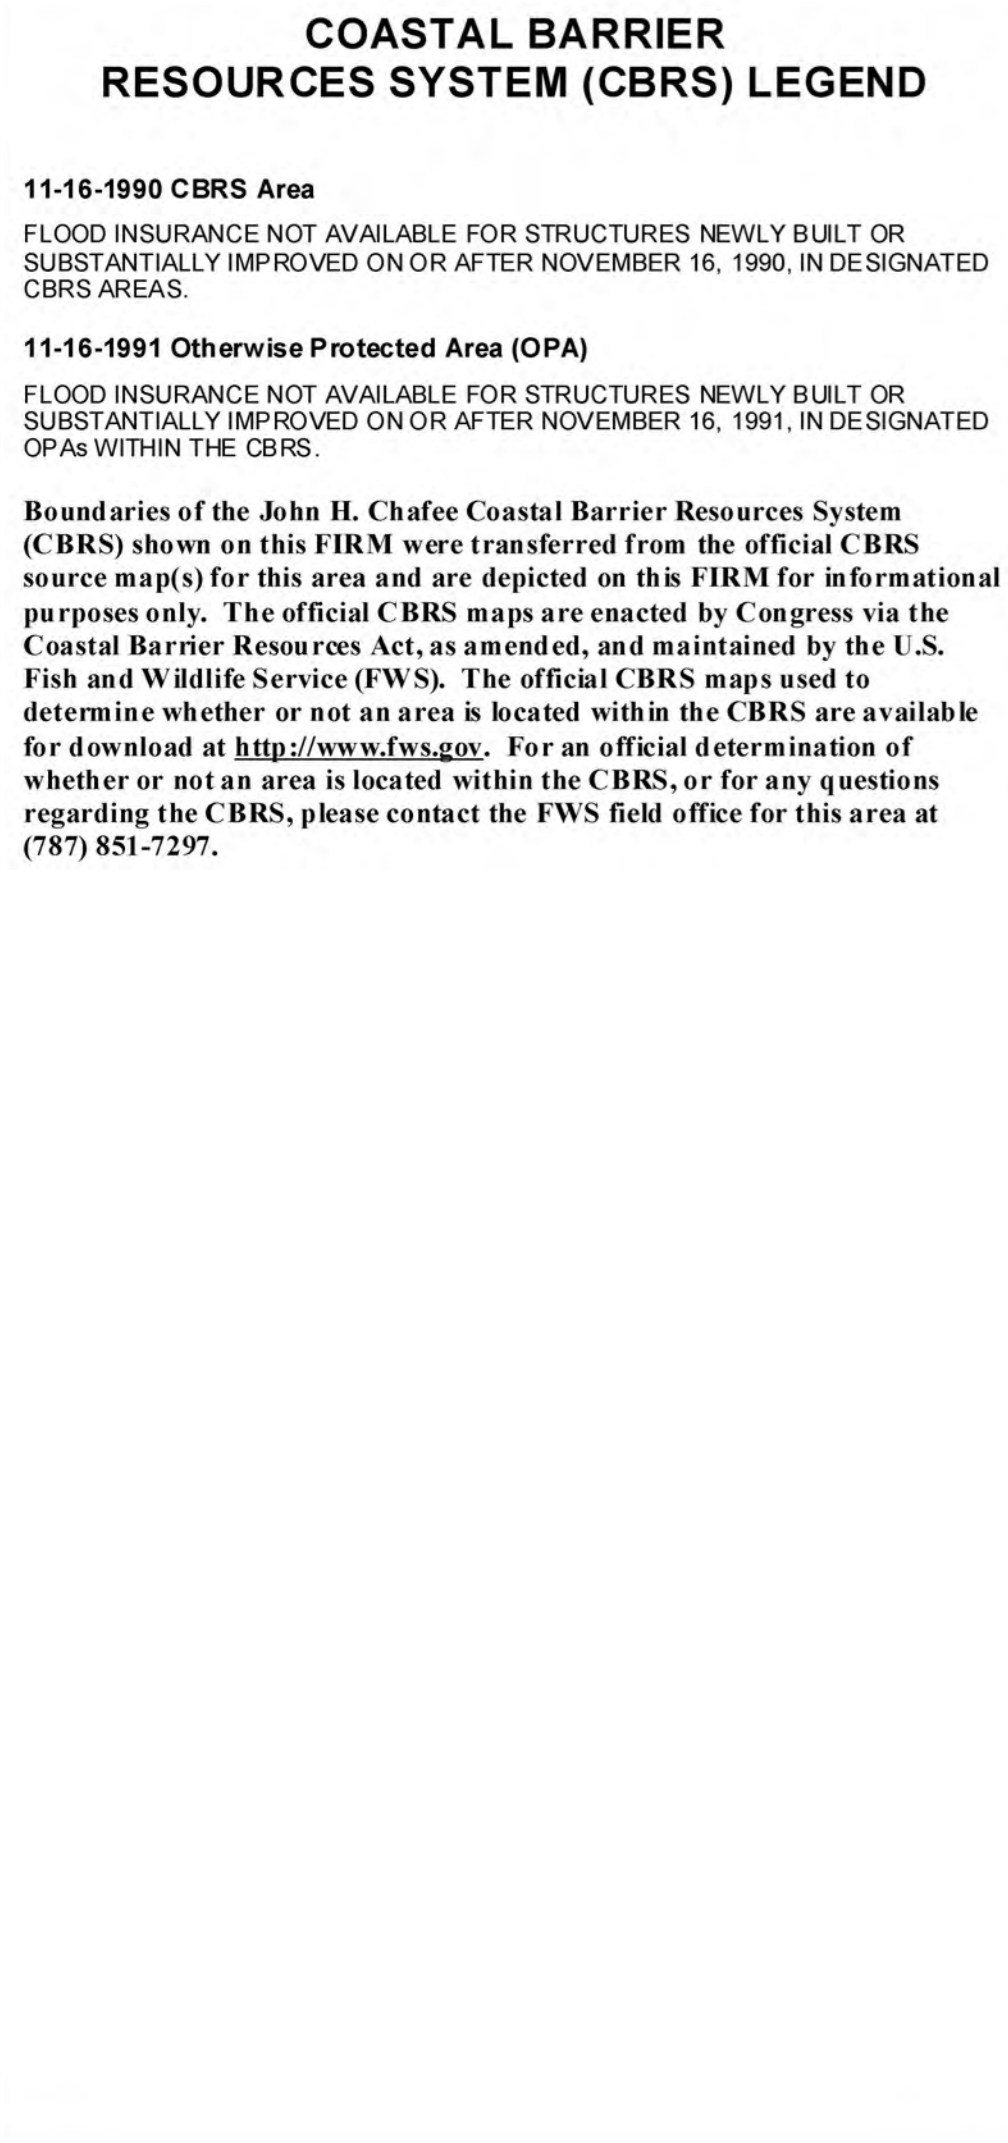 COASTAL BARRIER
RESOURCES SYSTEM (CBRS) LEGEND
11-16-1990 CBRS Area
FLOOD INSURANCE NOT AVAILABLE FOR STRUCTURES NEWLY BUILT OR
SUBSTANTIALLY IMPROVED ON OR AFTER NOVEMBER 16, 1990, IN DESIGNATED
CBRS AREAS.
11-16-1991 Otherwise Protected Area (OPA)
FLOOD INSURANCE NOT AVAILABLE FOR STRUCTURES NEWLY BUILT OR
SUBSTANTIALLY IMPROVED ON OR AFTER NOVEMBER 16, 1991, IN DESIGNATED
OPAs WITHIN THE CBRS.
Boundaries of the John H. Chafee Coastal Barrier Resources System
(CBRS) shown on this FIRM were transferred from the official CBRS
source map(s) for this area and are depicted on this FIRM for informational
purposes only. The official CBRS maps are enacted by Congress via the
Coastal Barrier Resources Act, as amended, and maintained by the U.S.
Fish and Wildlife Service (FWS). The official CBRS maps used to
determine whether or not an area is located within the CBRS are available
for download at http://www.fws.gov. For an official determination of
whether or not an area is located within the CBRS, or for any questions
regarding the CBRS, please contact the FWS field office for this area at
(787) 851-7297.